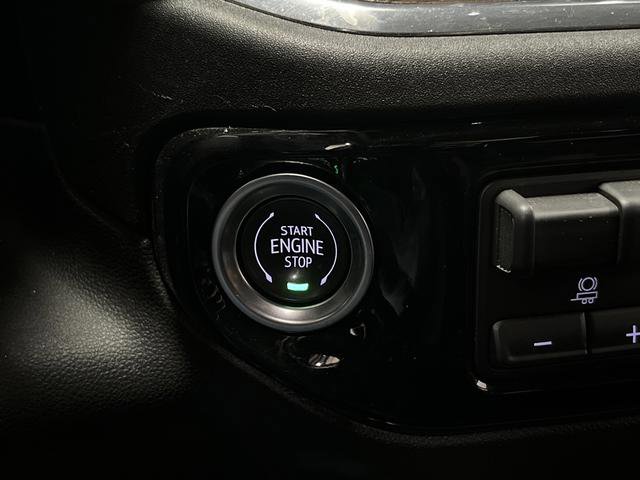 START
ENGINE
STOP
- +